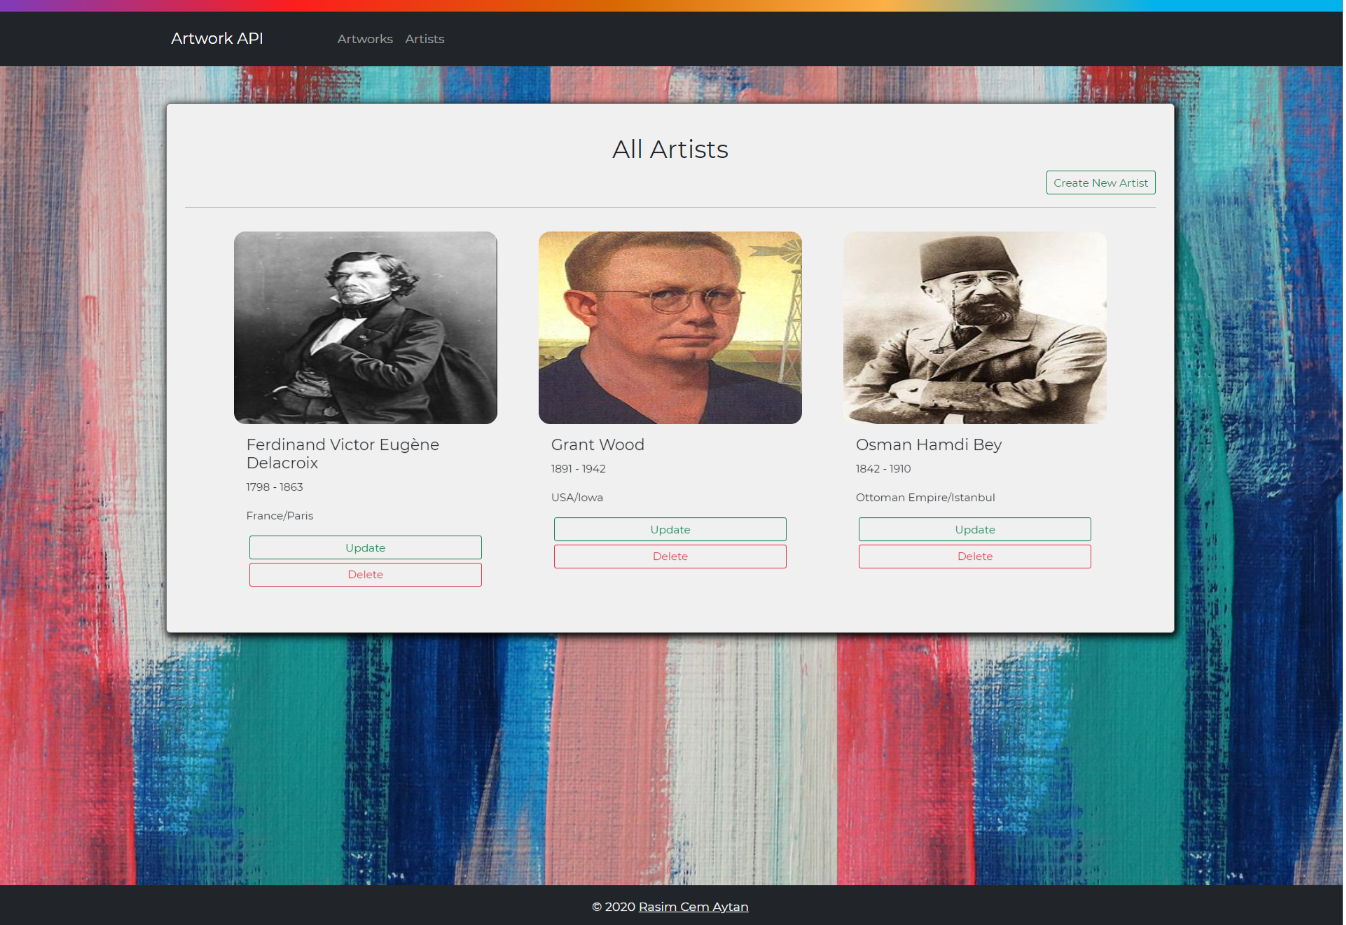 Artwork API
Artworks Artists
All Artists
Create New Artist
Ferdinand Victor Eugène
Delacroix
1798 - 1863
France/Paris
Update
Delete
Grant Wood
1891 - 1942
USA/Iowa
Update
Delete
Osman Hamdi Bey
1842 - 1910
Ottoman Empire/Istanbul
Update
Delete
© 2020 Rasim Cem Aytan